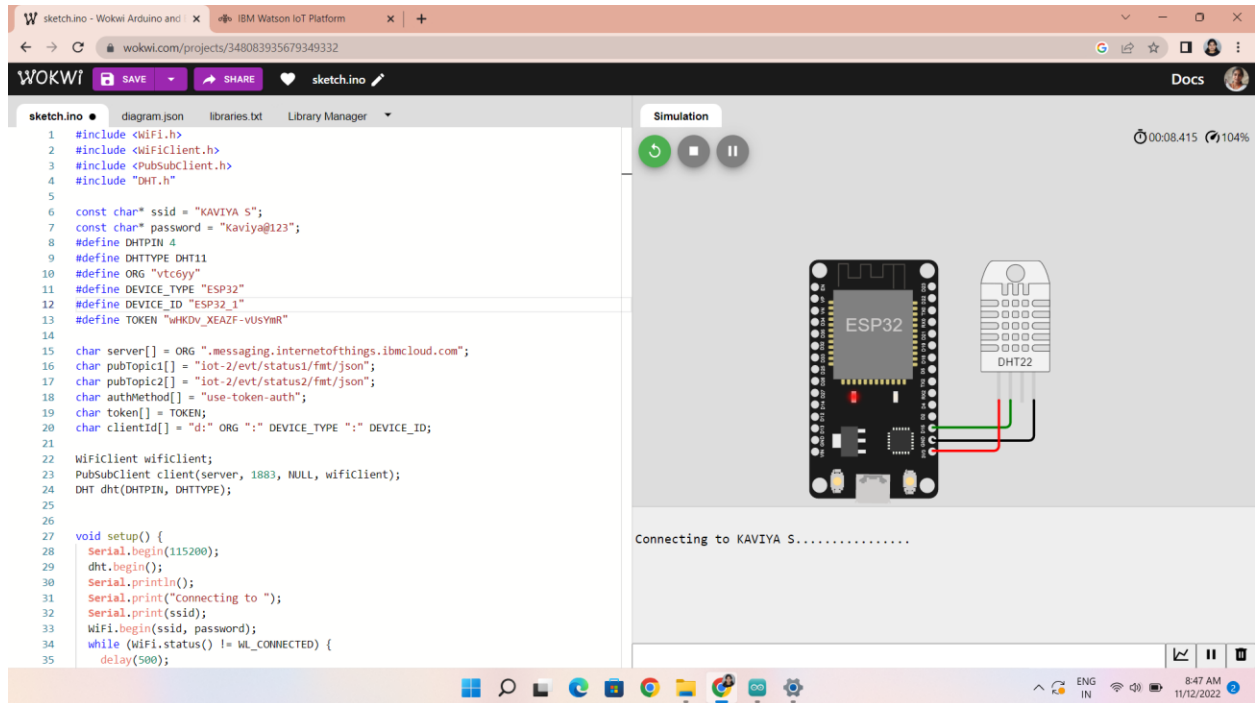 sketch.ino - Wokwi Arduino and
IBM Watson IoT Platform
wokwi.com/projects/348083935679349332
WOKWi SAVE SHARE sketch.ino Docs
sketch.ino ● diagram.json libraries.txt Library Manager
Simulation
00:08.415 104%
1 #include <WiFi.h>
2 #include <WiFiClient.h>
3 #include <PubSubClient.h>
4 #include "DHT.h"
5
6 const char* ssid = "KAVIYA S";
7 const char* password = "Kaviya@123";
8 #define DHTPIN 4
9 #define DHTTYPE DHT11
10 #define ORG "vtc6yy"
11 #define DEVICE_TYPE "ESP32"
12 #define DEVICE_ID "ESP32_1"
13 #define TOKEN "wHKDv_XEAZF-vUsYmR"
14
15 char server[] = ORG ".messaging.internetofthings.ibmcloud.com";
16 char pubTopic1[] = "iot-2/evt/status1/fmt/json";
17 char pubTopic2[] = "iot-2/evt/status2/fmt/json";
18 char authMethod[] = "use-token-auth";
19 char token[] = TOKEN;
20 char clientId[] = "d:" ORG ":" DEVICE_TYPE ":" DEVICE_ID;
21
22 WiFiClient wifiClient;
23 PubSubClient client(server, 1883, NULL, wifiClient);
24 DHT dht(DHTPIN, DHTTYPE);
25
26
27 void setup() {
28 Serial.begin(115200);
29 dht.begin();
30 Serial.println();
31 Serial.print("Connecting to ");
32 Serial.print(ssid);
33 WiFi.begin(ssid, password);
34 while (WiFi.status() != WL_CONNECTED) {
35 delay(500);
ESP32
DHT22
Connecting to KAVIYA S................
ENG
IN
8:47 AM
11/12/2022
2